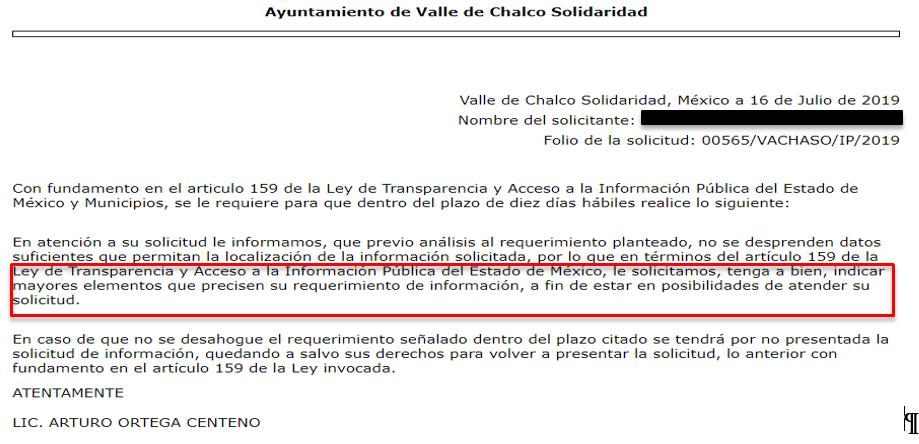 Ayuntamiento de Valle de Chalco Solidaridad
Valle de Chalco Solidaridad, México a 16 de Julio de 2019
Nombre del solicitante:
Folio de la solicitud: 00565/VACHASO/IP/2019
Con fundamento en el articulo 159 de la Ley de Transparencia y Acceso a la Información Pública del Estado de
México y Municipios, se le requiere para que dentro del plazo de diez días hábiles realice lo siguiente:
En atención a su solicitud le informamos, que previo análisis al requerimiento planteado, no se desprenden datos
suficientes que permitan la localización de la información solicitada, por lo que en términos del artículo 159 de la
Ley de Transparencia y Acceso a la Información Pública del Estado de México, le solicitamos, tenga a bien, indicar
mayores elementos que precisen su requerimiento de información, a fin de estar en posibilidades de atender su
solicitud.
En caso de que no se desahogue el requerimiento señalado dentro del plazo citado se tendrá por no presentada la
solicitud de información, quedando a salvo sus derechos para volver a presentar la solicitud, lo anterior con
fundamento en el artículo 159 de la Ley invocada.
ATENTAMENTE
LIC. ARTURO ORTEGA CENTENO
¶